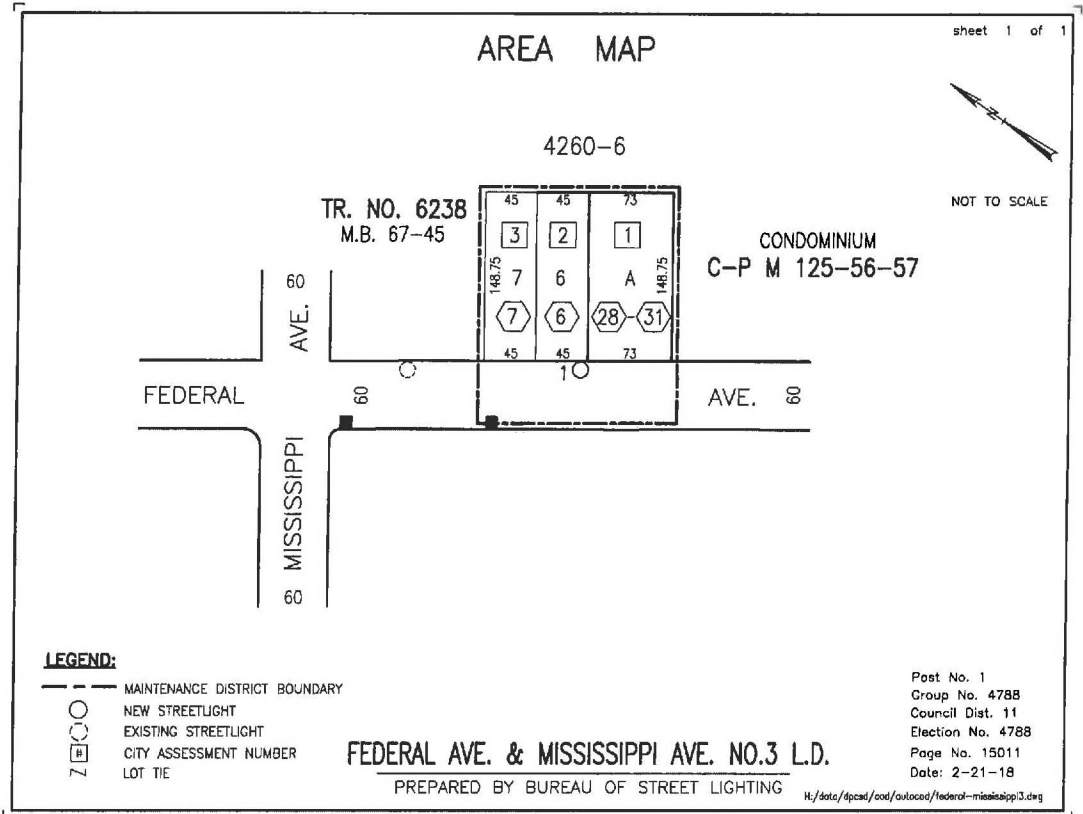 sheet 1 of 1
AREA MAP
N
4260-6
NOT TO SCALE
TR. NO. 6238
M.B. 67-45
CONDOMINIUM
C-P M 125-56-57
45 45 73
3 2 1
148.75 7 6 A 148.75
7 6 28-31
45 45 73
60
AVE.
1
FEDERAL 60 AVE. 60
MISSISSIPPI
60
LEGEND:
MAINTENANCE DISTRICT BOUNDARY
NEW STREETLIGHT
EXISTING STREETLIGHT
# CITY ASSESSMENT NUMBER
LOT TIE
FEDERAL AVE. & MISSISSIPPI AVE. NO.3 L.D.
PREPARED BY BUREAU OF STREET LIGHTING
Post No. 1
Group No. 4788
Council Dist. 11
Election No. 4788
Page No. 15011
Date: 2-21-18
H:/data/dpcsd/cad/autocad/federal-mississippi3.dwg